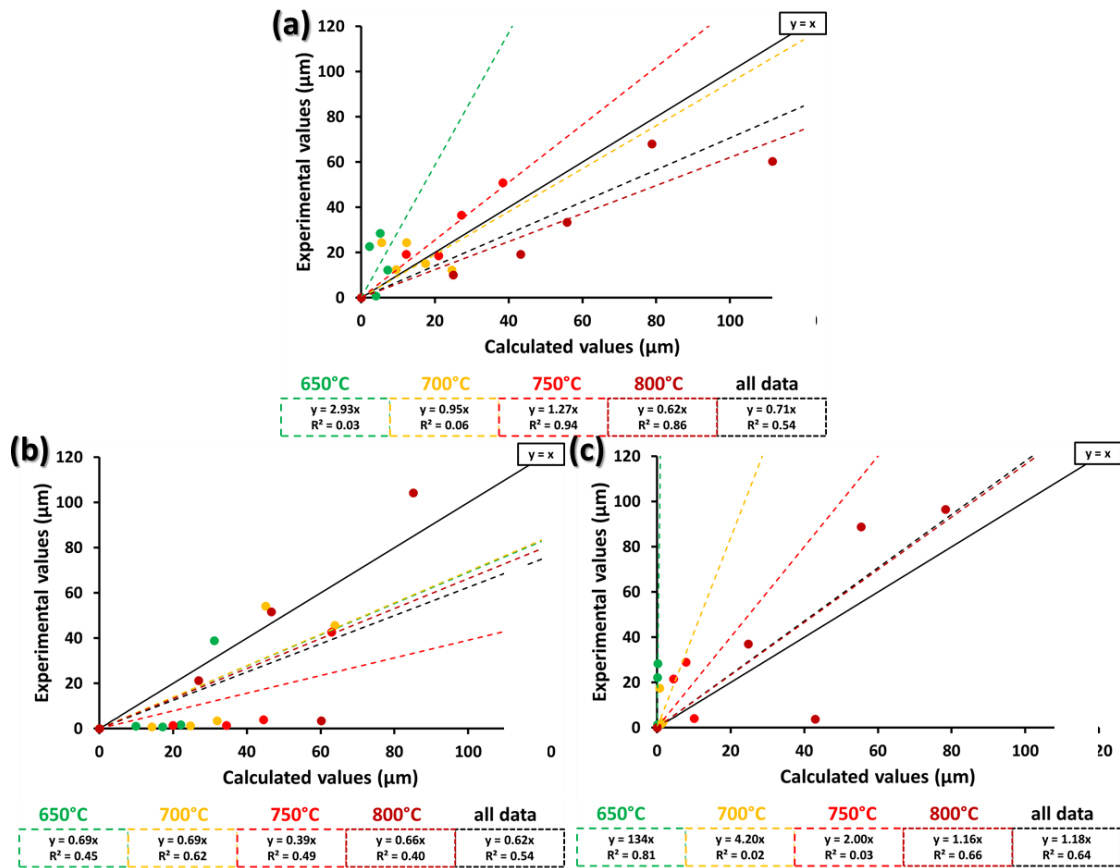 (a)
y = x
Experimental values (µm)
120
100
80
60
40
20
0
0 20 40 60 80 100 0
Calculated values (µm)
650°C 700°C 750°C 800°C all data
y = 2.93x y = 0.95x y = 1.27x y = 0.62x y = 0.71x
R² = 0.03 R² = 0.06 R² = 0.94 R² = 0.86 R² = 0.54
(b)
y = x
Experimental values (µm)
120
100
80
60
40
20
0
0 20 40 60 80 100 0
Calculated values (µm)
650°C 700°C 750°C 800°C all data
y = 0.69x y = 0.69x y = 0.39x y = 0.66x y = 0.62x
R² = 0.45 R² = 0.62 R² = 0.49 R² = 0.40 R² = 0.54
(c)
y = x
Experimental values (µm)
120
100
80
60
40
20
0
0 20 40 60 80 100 20
Calculated values (µm)
650°C 700°C 750°C 800°C all data
y = 134x y = 4.20x y = 2.00x y = 1.16x y = 1.18x
R² = 0.81 R² = 0.02 R² = 0.03 R² = 0.66 R² = 0.64